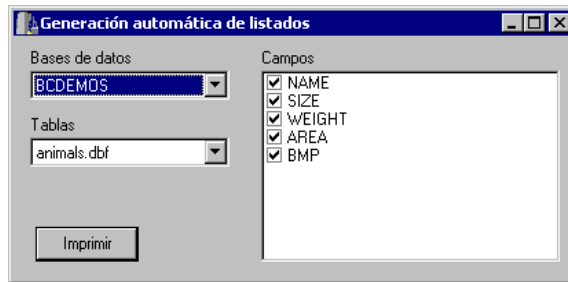 Generación automática de listados
Bases de datos
BCDEMOS
Tablas
animals.dbf
Imprimir
Campos
NAME
SIZE
WEIGHT
AREA
BMP